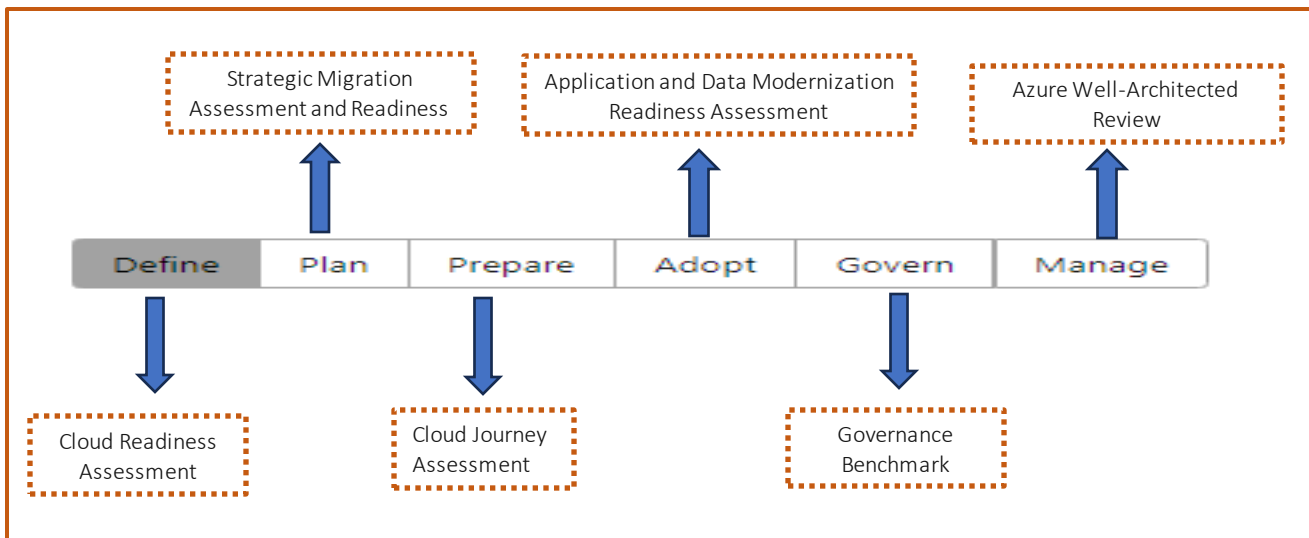 Strategic Migration
Assessment and Readiness
Application and Data Modernization
Readiness Assessment
Azure Well-Architected
Review
Define
Plan
Prepare
Adopt
Govern
Manage
Cloud Readiness
Assessment
Cloud Journey
Assessment
Governance
Benchmark